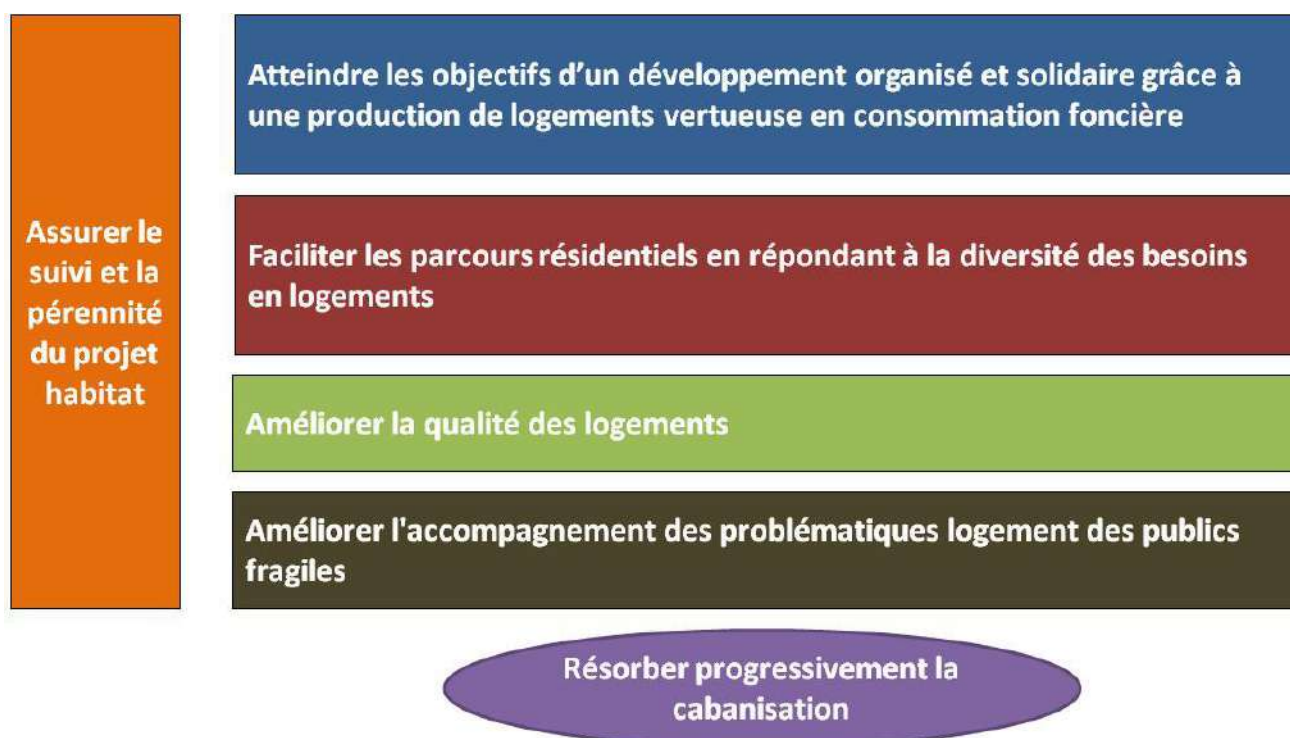 Assurer le
suivi et la
pérennité
du projet
habitat
Atteindre les objectifs d'un développement organisé et solidaire grâce à
une production de logements vertueuse en consommation foncière
Faciliter les parcours résidentiels en répondant à la diversité des besoins
en logements
Améliorer la qualité des logements
Améliorer l'accompagnement des problématiques logement des publics
fragiles
Résorber progressivement la
cabanisation